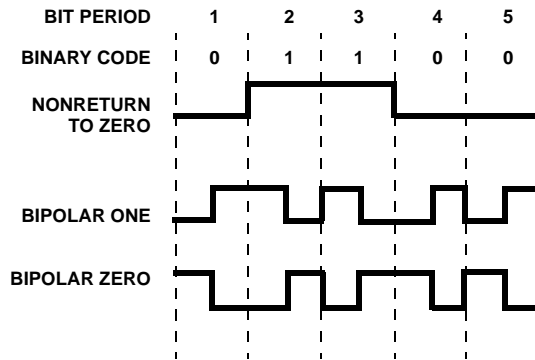 BIT PERIOD 1 2 3 4 5
BINARY CODE 0 1 1 0 0
NONRETURN
TO ZERO
BIPOLAR ONE
BIPOLAR ZERO